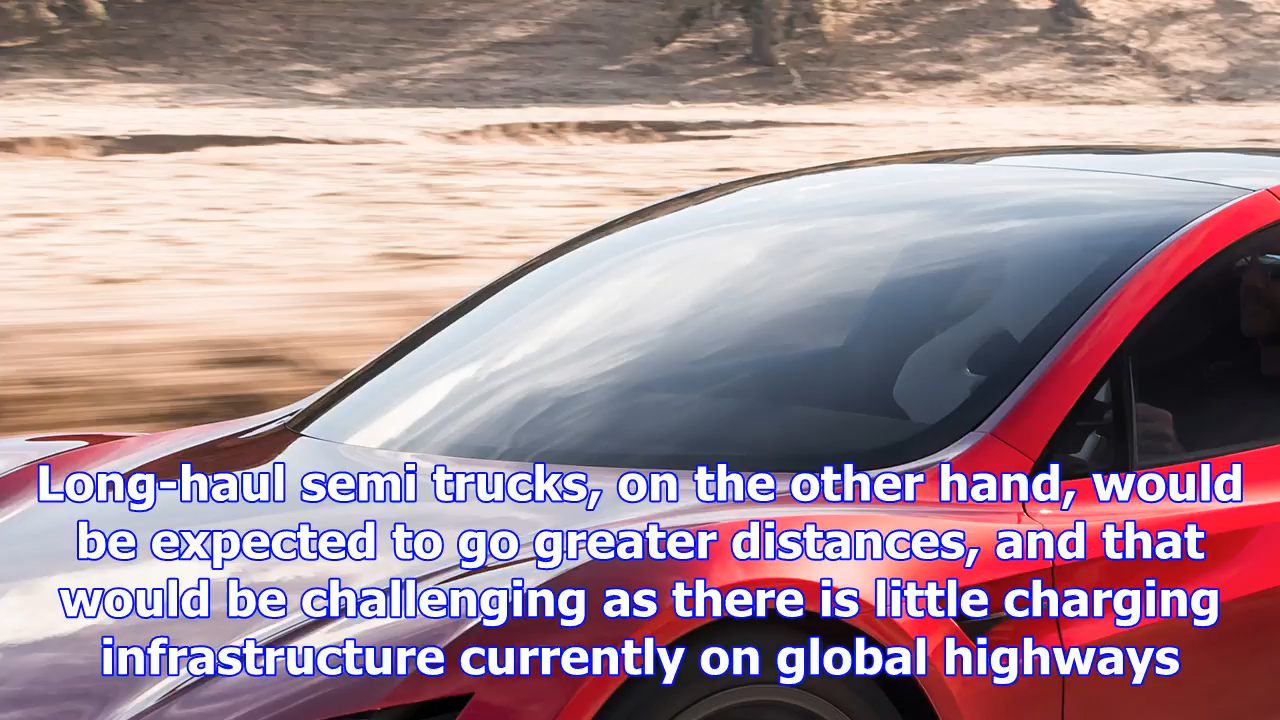 Long-haul semi trucks, on the other hand, would
be expected to go greater distances, and that
would be challenging as there is little charging
infrastructure currently on global highways